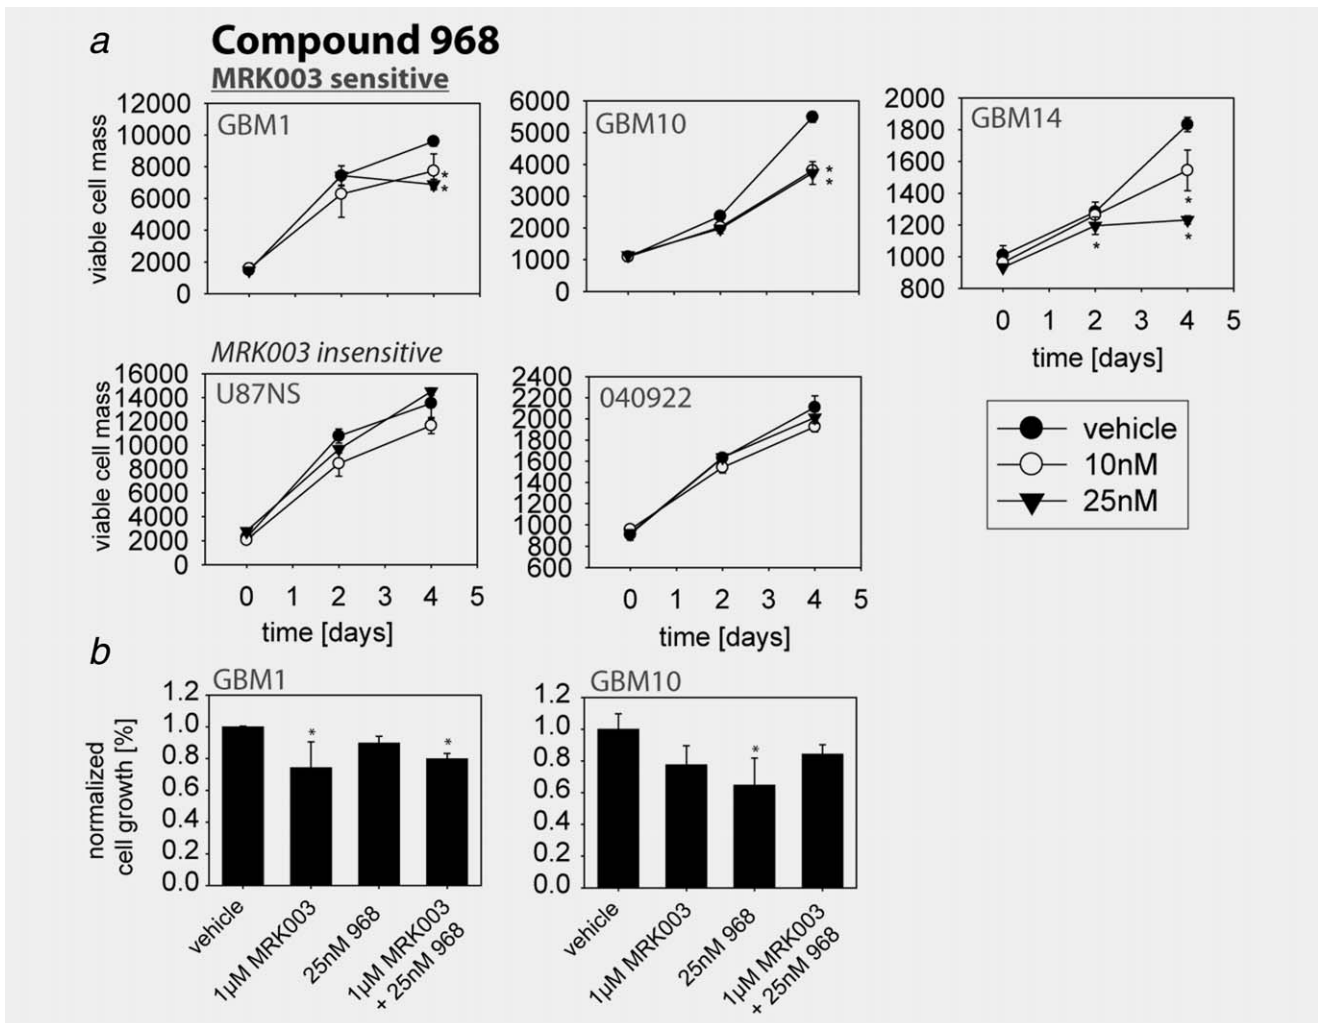 a
Compound 968
MRK003 sensitive
GBM1
viable cell mass
12000
10000
8000
6000
4000
2000
0
*
*
GBM10
6000
5000
4000
3000
2000
1000
0
*
*
GBM14
2000
1800
1600
1400
1200
1000
800
*
*
*
0 1 2 3 4 5
time [days]
MRK003 insensitive
U87NS
viable cell mass
16000
14000
12000
10000
8000
6000
4000
2000
0
0 1 2 3 4 5
time [days]
040922
2400
2200
2000
1800
1600
1400
1200
1000
800
600
0 1 2 3 4 5
time [days]
vehicle
10nM
25nM
b
GBM1
normalized
cell growth [%]
1.2
1.0
0.8
0.6
0.4
0.2
0.0
*
*
vehicle
1µM MRK003
25nM 968
1µM MRK003
+ 25nM 968
GBM10
1.2
1.0
0.8
0.6
0.4
0.2
0.0
*
vehicle
1µM MRK003
25nM 968
1µM MRK003
+ 25nM 968